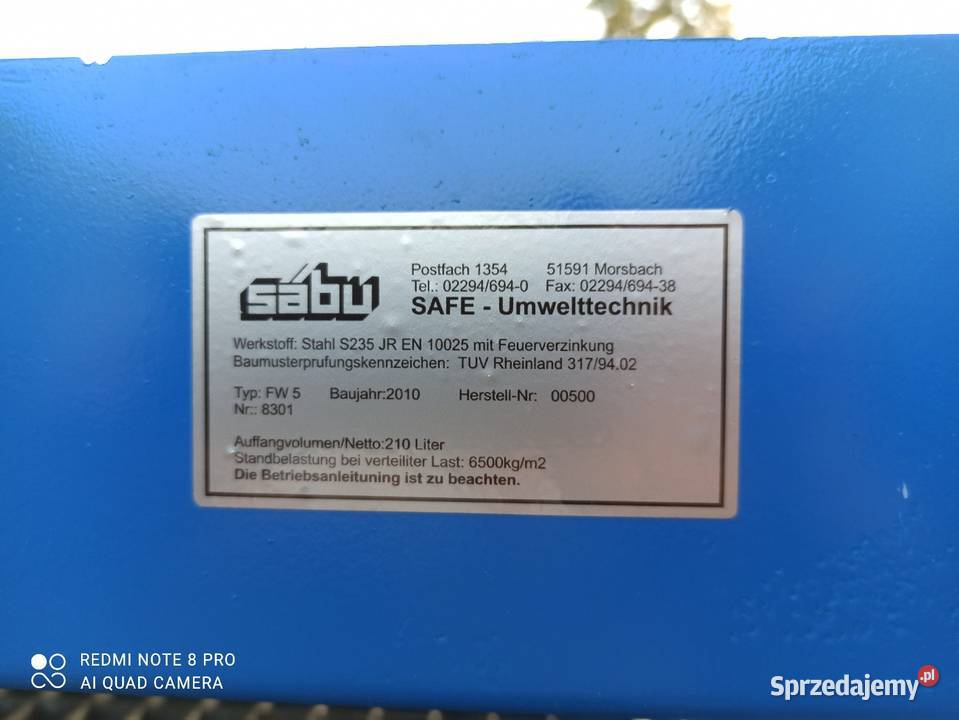 säbu
Postfach 1354 51591 Morsbach
Tel.: 02294/694-0 Fax: 02294/694-38
SAFE - Umwelttechnik
Werkstoff: Stahl S235 JR EN 10025 mit Feuerverzinkung
Baumusterprufungskennzeichen: TUV Rheinland 317/94.02
Typ: FW 5 Baujahr:2010 Herstell-Nr: 00500
Nr:: 8301
Auffangvolumen/Netto:210 Liter
Standbelastung bei verteiliter Last: 6500kg/m2
Die Betriebsanleitunung ist zu beachten.
REDMI NOTE 8 PRO
AI QUAD CAMERA
Sprzedajemy.pl